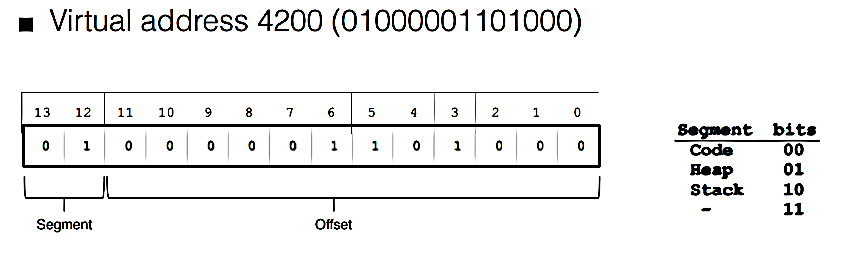 ■ Virtual address 4200 (01000001101000)
13 12 11 10 9 8 7 6 5 4 3 2 1 0
0 1 0 0 0 0 0 1 1 0 1 0 0 0
Segment Offset
Segment bits
Code 00
Heap 01
Stack 10
- 11